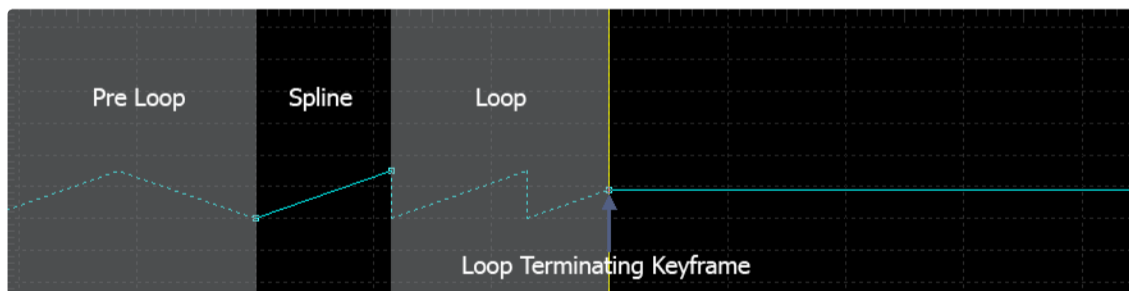 Pre Loop
Spline
Loop
Loop Terminating Keyframe